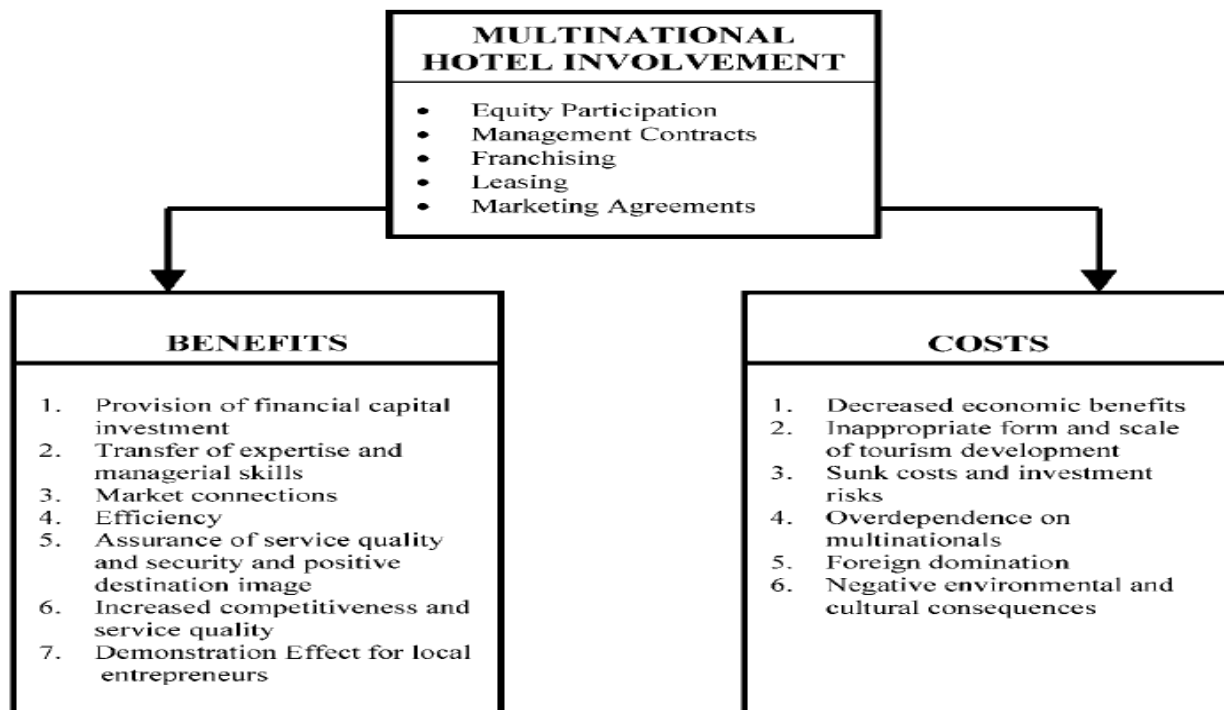 MULTINATIONAL
HOTEL INVOLVEMENT
• Equity Participation
• Management Contracts
• Franchising
• Leasing
• Marketing Agreements
BENEFITS
1. Provision of financial capital
investment
2. Transfer of expertise and
managerial skills
3. Market connections
4. Efficiency
5. Assurance of service quality
and security and positive
destination image
6. Increased competitiveness and
service quality
7. Demonstration Effect for local
entrepreneurs
COSTS
1. Decreased economic benefits
2. Inappropriate form and scale
of tourism development
3. Sunk costs and investment
risks
4. Overdependence on
multinationals
5. Foreign domination
6. Negative environmental and
cultural consequences